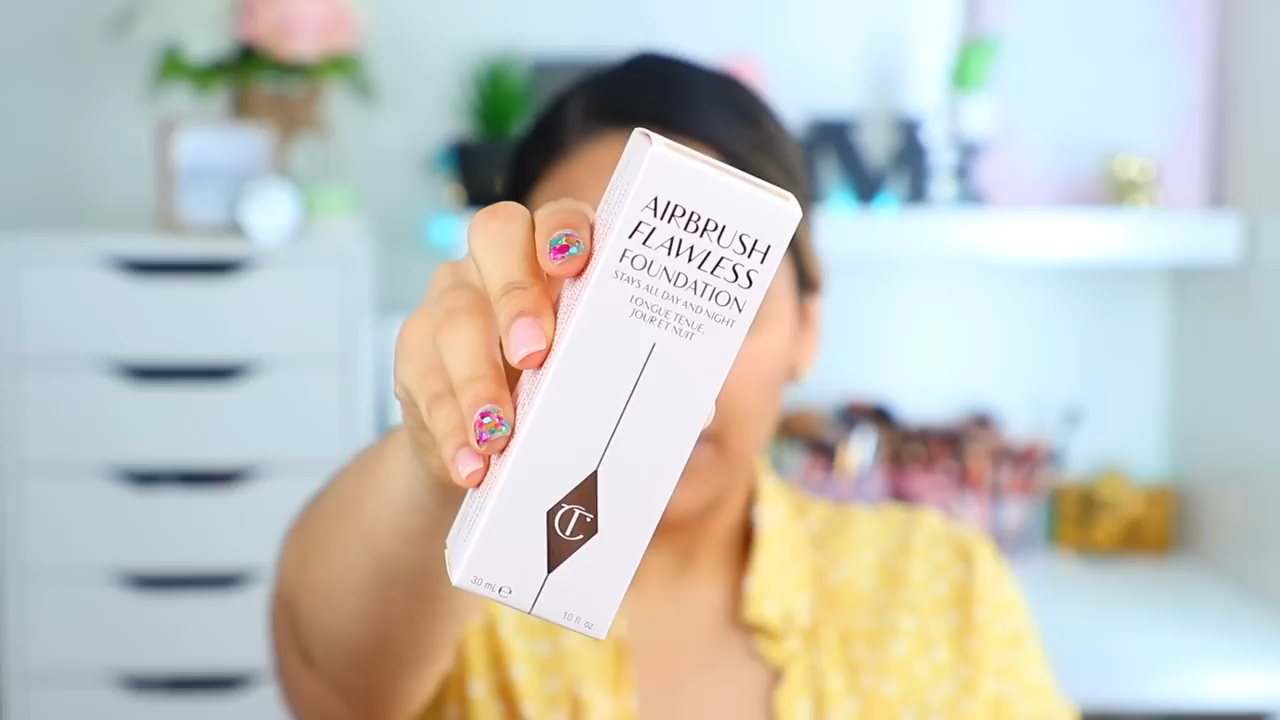 AIRBRUSH
FLAWLESS
FOUNDATION
STAYS ALL DAY AND NIGHT
LONGUE TENUE,
JOUR ET NUIT
CT
30 mL e
1.0 fl. oz
M